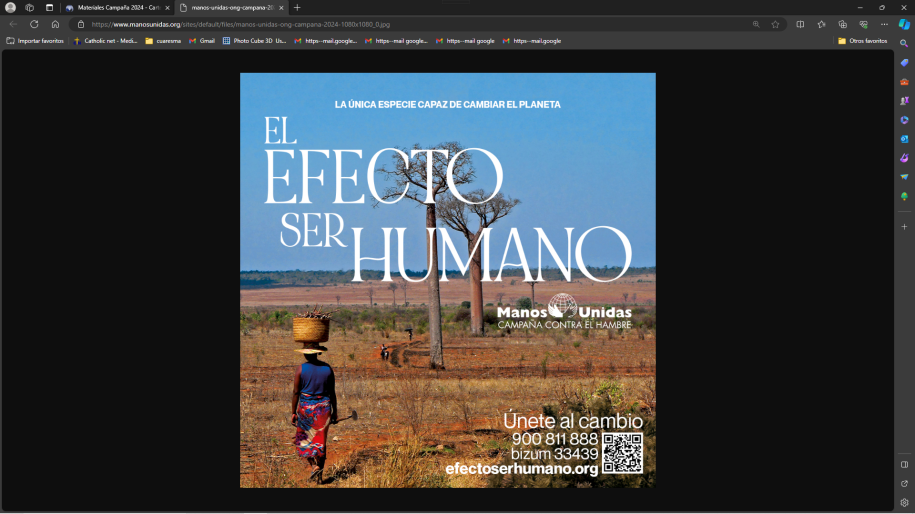 Materiales Campaña 2024 - Can
manos-unidas-ong-campana-2024-20
https://www.manosunidas.org/sites/default/files/manos-unidas-ong-campana-2024-1080x1080_0.jpg
Importar favoritos
Catholic net - Medi...
cuaresma
Gmail
Photo Cube 3D Us...
https--mail.google...
https--mail google...
https--mail google
https--mail.google
Otros favoritos
LA ÚNICA ESPECIE CAPAZ DE CAMBIAR EL PLANETA
EL
EFECTO
SER HUMANO
Manos Unidas
CAMPAÑA CONTRA EL HAMBRE
Únete al cambio
900 811 888
bizum 33439
efectoserhumano.org